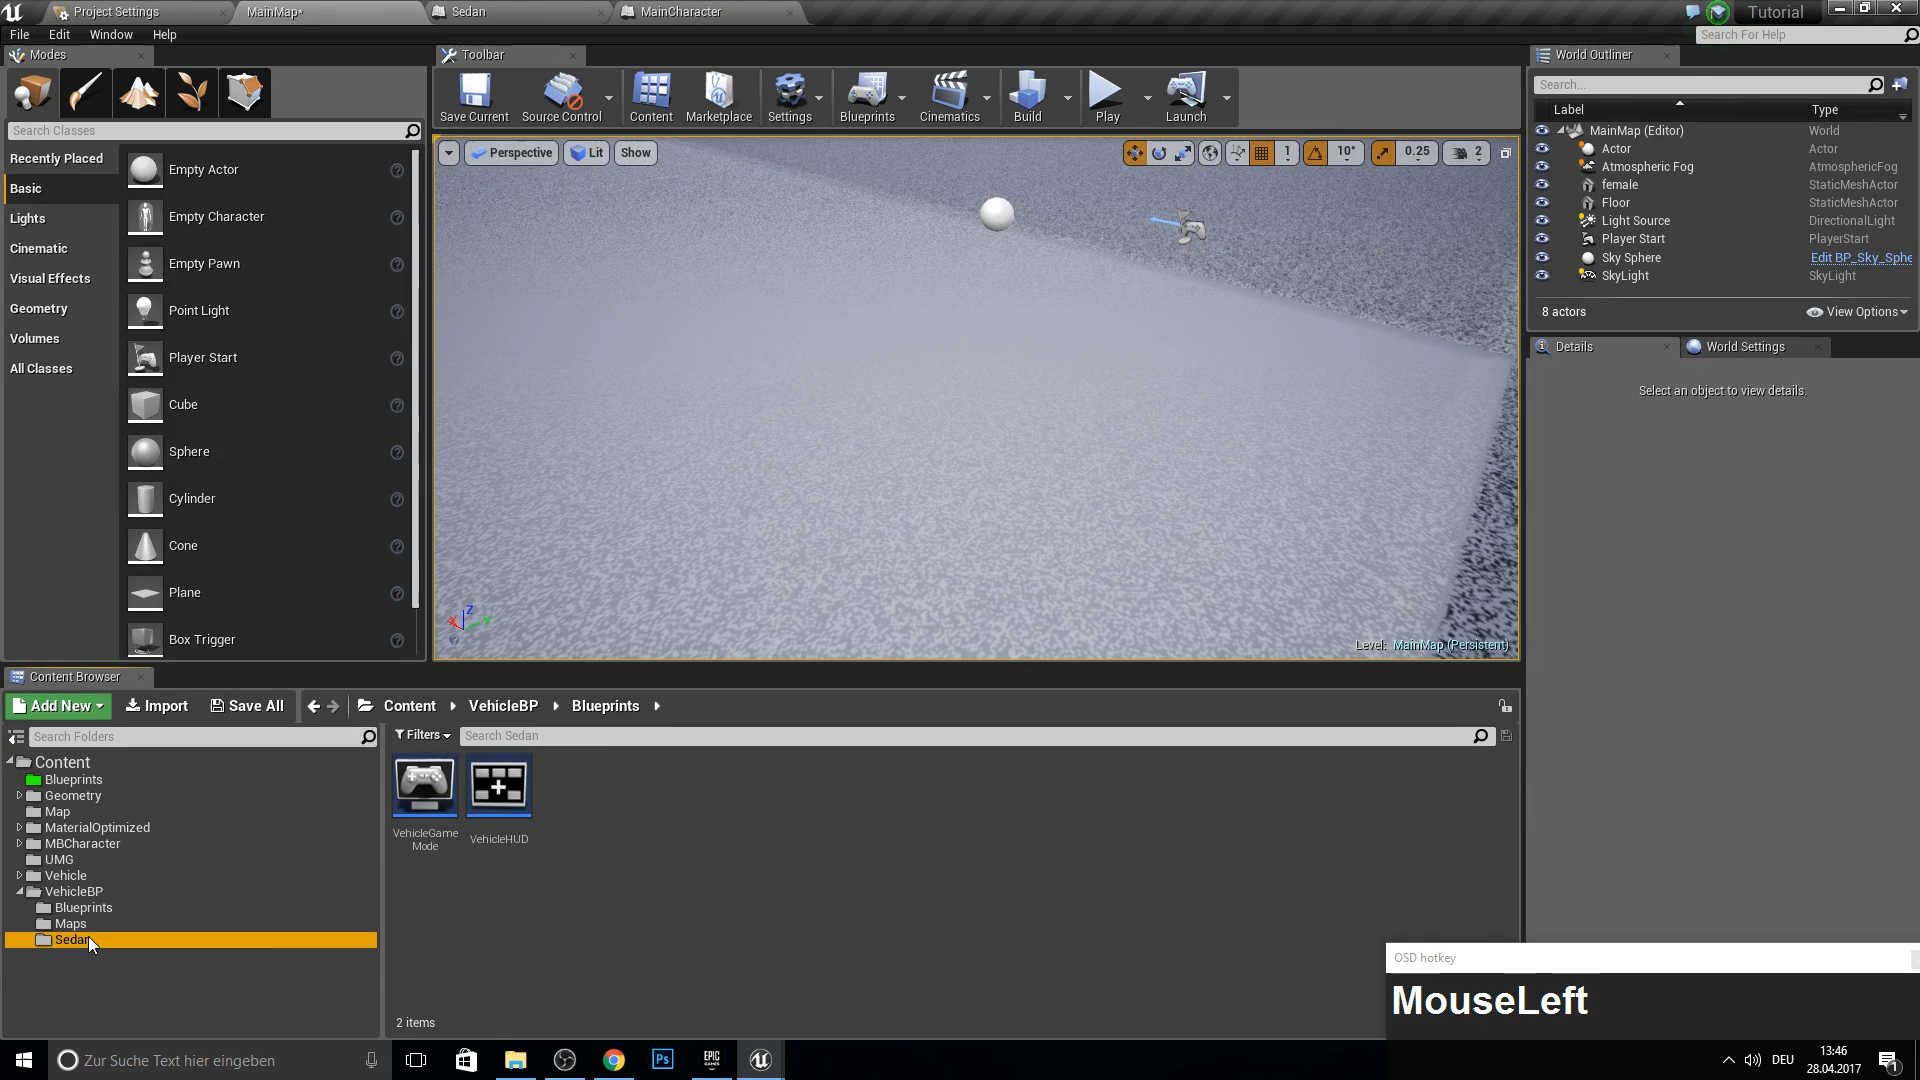 Project Settings
MainMap*
Sedan
MainCharacter
Tutorial
File Edit Window Help
Search For Help
Modes
Toolbar
World Outliner
Save Current
Source Control
Content
Marketplace
Settings
Blueprints
Cinematics
Build
Play
Launch
Search...
Label Type
Search Classes
MainMap (Editor) World
Actor Actor
Atmospheric Fog AtmosphericFog
female StaticMeshActor
Floor StaticMeshActor
Light Source DirectionalLight
Player Start PlayerStart
Sky Sphere Edit BP_Sky_Sphe
SkyLight SkyLight
8 actors
View Options
Perspective Lit Show
1 10° 0.25 2
Recently Placed
Basic
Lights
Cinematic
Visual Effects
Geometry
Volumes
All Classes
Empty Actor
Empty Character
Empty Pawn
Point Light
Player Start
Cube
Sphere
Cylinder
Cone
Plane
Box Trigger
Details
World Settings
Select an object to view details.
Z
X
Y
Level: MainMap (Persistent)
Content Browser
Add New
Import
Save All
Content
VehicleBP
Blueprints
Search Folders
Filters
Search Sedan
Content
Blueprints
Geometry
Map
MaterialOptimized
MBCharacter
UMG
Vehicle
VehicleBP
Blueprints
Maps
Sedan
VehicleGame
Mode
VehicleHUD
2 items
OSD hotkey
MouseLeft
Zur Suche Text hier eingeben
Ps
EPIC
GAMES
DEU
13:46
28.04.2017
1